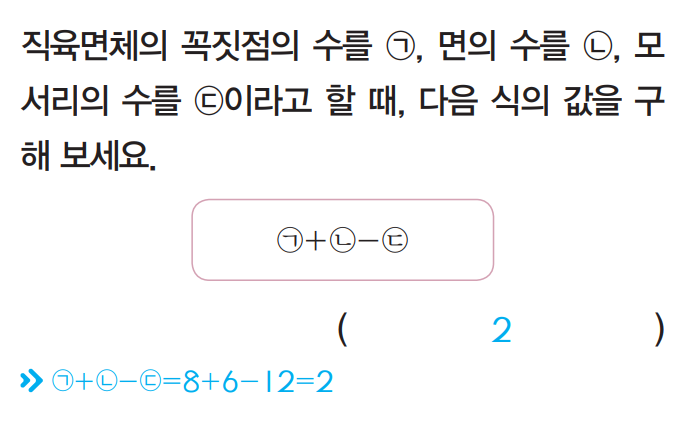 직육면체의 꼭짓점의 수를 ㉠, 면의 수를 ㉡, 모
서리의 수를 ㉢이라고 할 때, 다음 식의 값을 구
해 보세요.
㉠+㉡-㉢
( 2 )
≫ ㉠+㉡-㉢=8+6-12=2